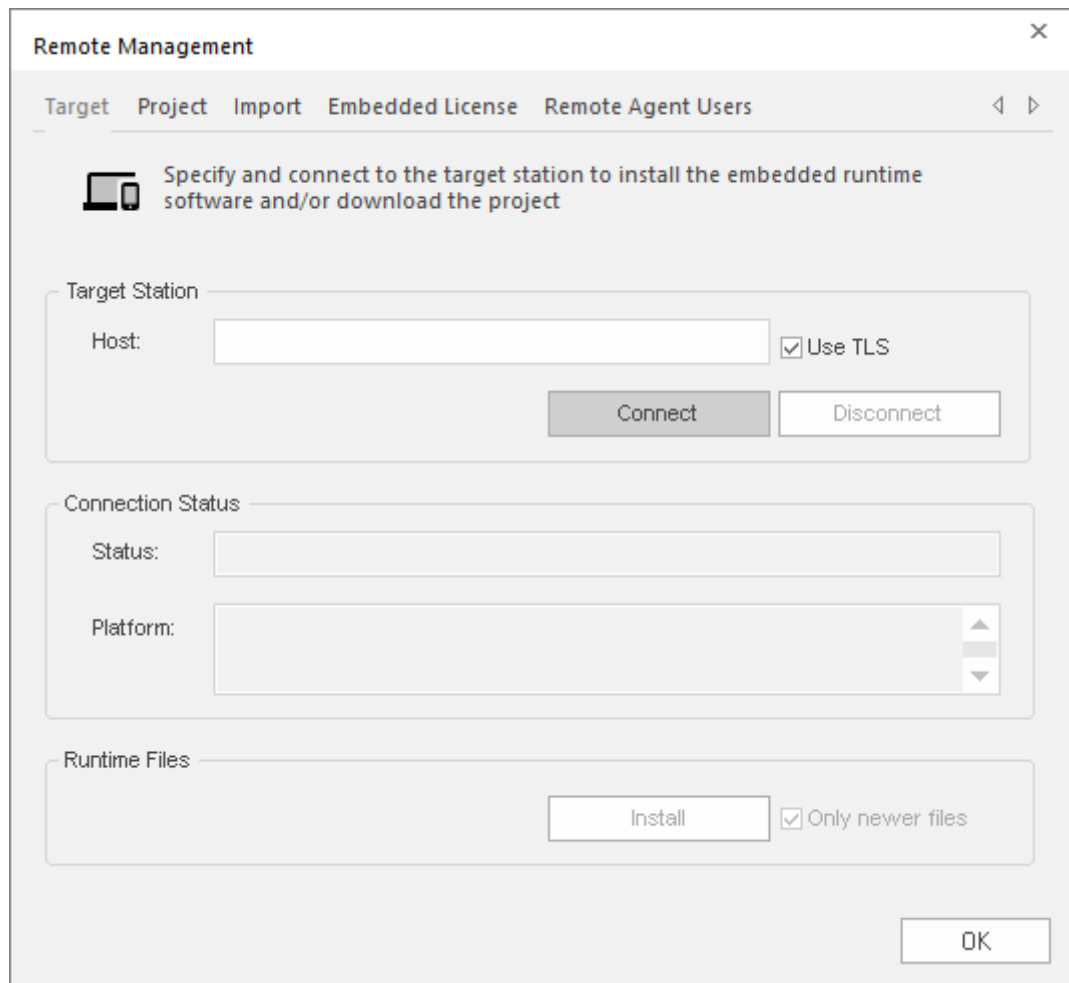 Remote Management
Target Project Import Embedded License Remote Agent Users
Specify and connect to the target station to install the embedded runtime
software and/or download the project
Target Station
Host:
Use TLS
Connect Disconnect
Connection Status
Status:
Platform:
Runtime Files
Install Only newer files
OK